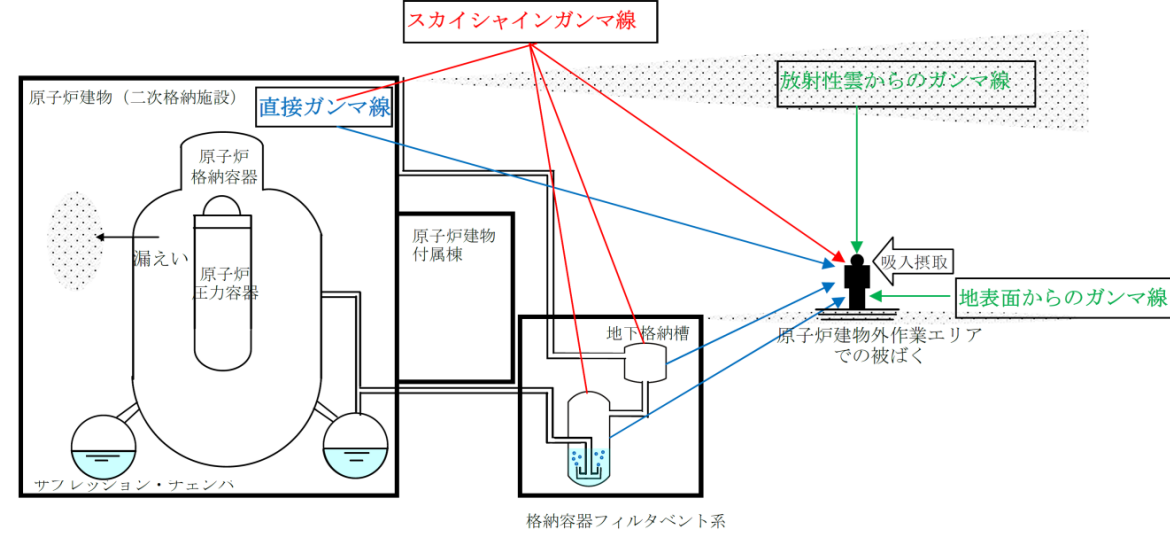 スカイシャインガンマ線
原子炉建物（二次格納施設）
直接ガンマ線
放射性雲からのガンマ線
原子炉
格納容器
漏えい
原子炉
圧力容器
原子炉建物
付属棟
吸入摂取
地表面からのガンマ線
地下格納槽
原子炉建物外作業エリア
での被ばく
サプレッション・チェンバ
格納容器フィルタベント系